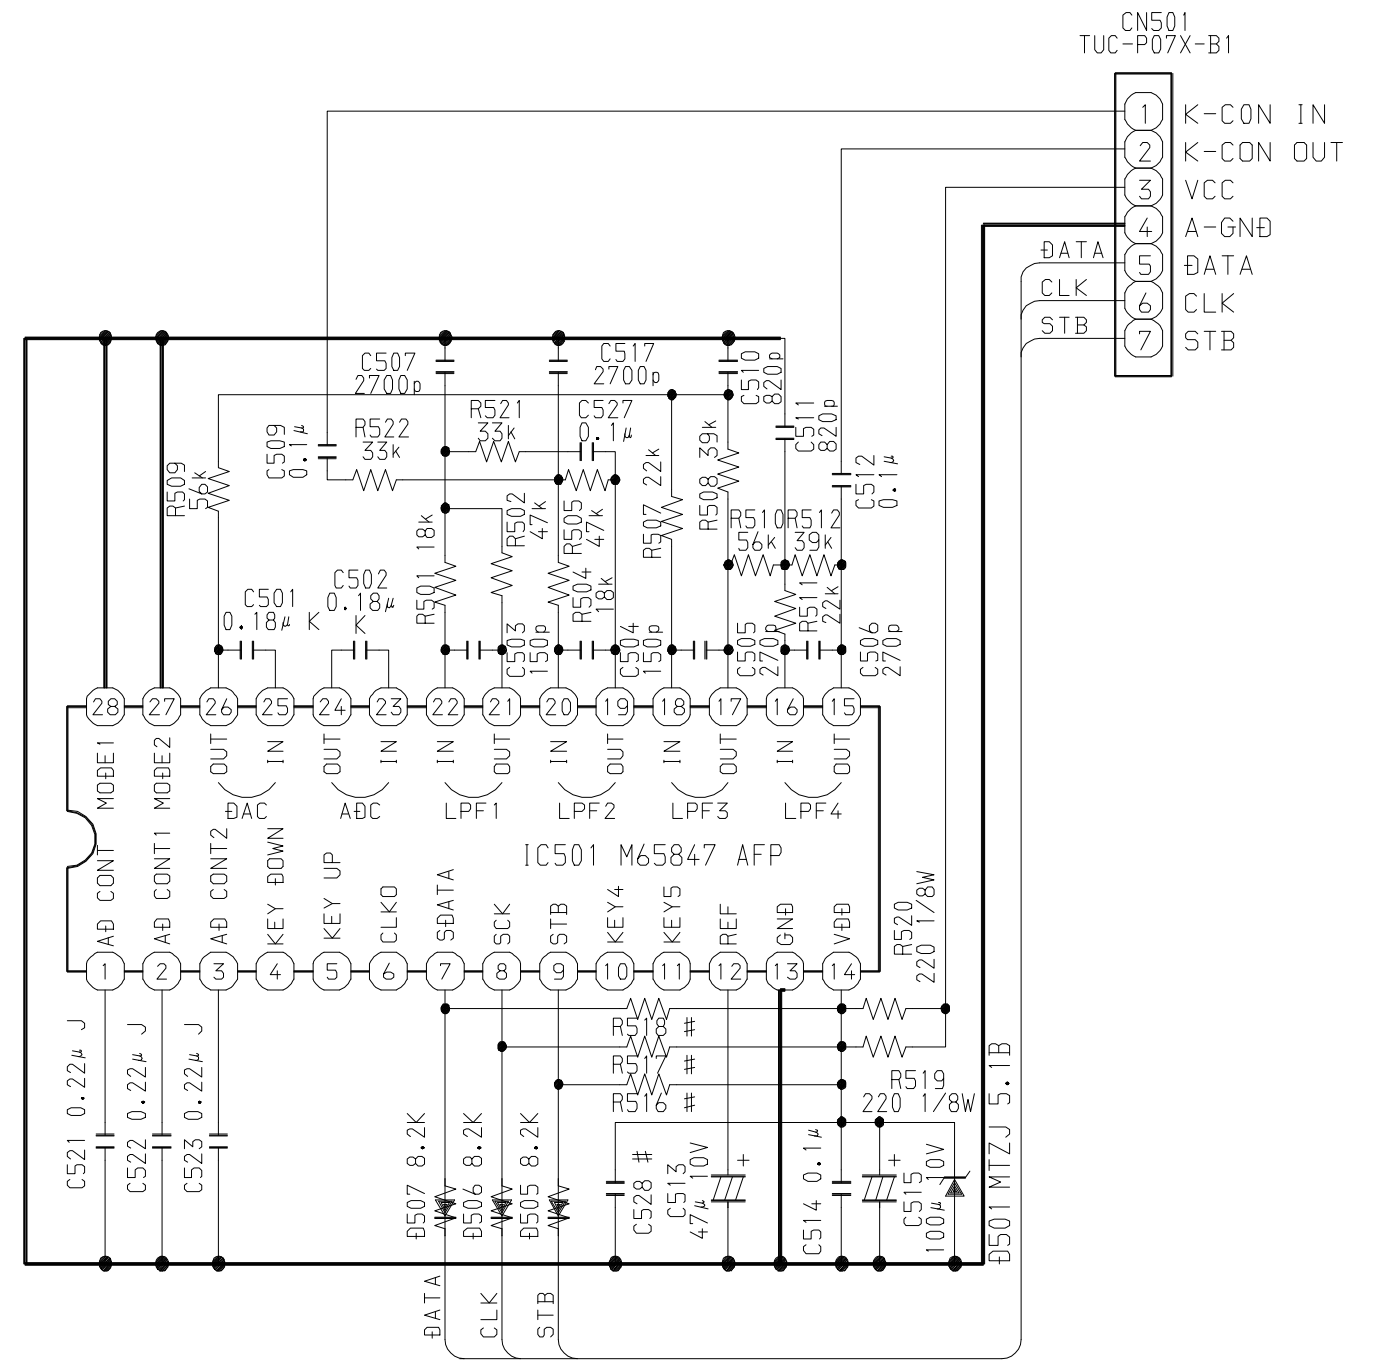 CN501
TUC-P07X-B1
1 K-CON IN
2 K-CON OUT
3 VCC
4 A-GND
DATA 5 DATA
CLK 6 CLK
STB 7 STB
C507
2700p
C517
2700p
C510
820p
C511
820p
C509
0.1μ
R522
33k
R521
33k
C527
0.1μ
C512
0.1μ
R509
56k
R501 18k
R502
47k
R505
47k
R504
18k
R507 22k
R508 39k
R510
56k
R512
39k
R511
22k
C501
0.18μ K
C502
0.18μ
K
C503
150p
C504
150p
C505
270p
C506
270p
28 27 26 25 24 23 22 21 20 19 18 17 16 15
MODE1
MODE2
OUT
IN
OUT
IN
IN
OUT
IN
OUT
IN
OUT
IN
OUT
DAC
ADC
LPF1
LPF2
LPF3
LPF4
IC501 M65847 AFP
AD CONT
AD CONT1
AD CONT2
KEY DOWN
KEY UP
CLKO
SDATA
SCK
STB
KEY4
KEY5
REF
GND
VDD
1 2 3 4 5 6 7 8 9 10 11 12 13 14
R520
220 1/8W
R518 #
R517 #
R516 #
R519
220 1/8W
C521 0.22μ J
C522 0.22μ J
C523 0.22μ J
D507 8.2K
D506 8.2K
D505 8.2K
C528 #
C513
47μ 10V
+
C514 0.1μ
+
C515
100μ 10V
D501 MTZJ 5.1B
DATA
CLK
STB